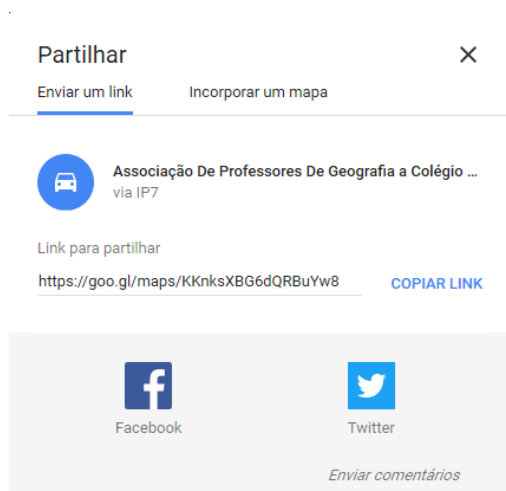 Partilhar
Enviar um link Incorporar um mapa
Associação De Professores De Geografia a Colégio ...
via IP7
Link para partilhar
https://goo.gl/maps/KKnksXBG6dQRBuYw8 COPIAR LINK
Facebook Twitter
Enviar comentários